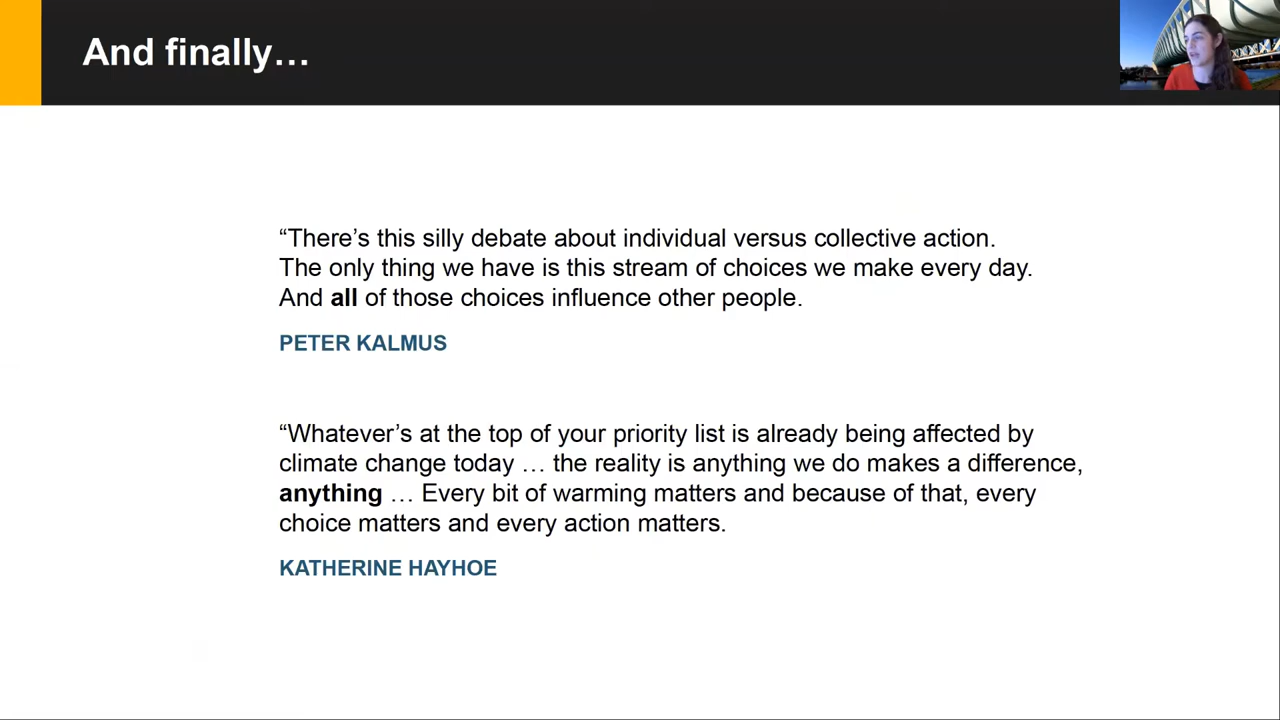 And finally…
“There’s this silly debate about individual versus collective action.
The only thing we have is this stream of choices we make every day.
And all of those choices influence other people.
PETER KALMUS
“Whatever’s at the top of your priority list is already being affected by
climate change today … the reality is anything we do makes a difference,
anything … Every bit of warming matters and because of that, every
choice matters and every action matters.
KATHERINE HAYHOE